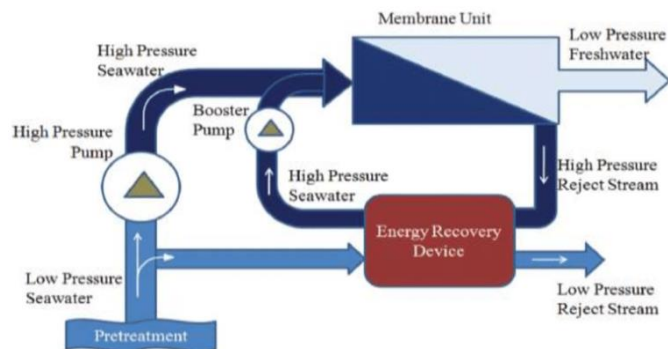 Membrane Unit
High Pressure
Seawater
Low Pressure
Freshwater
Booster
Pump
High Pressure
Pump
High Pressure
Seawater
High Pressure
Reject Stream
Energy Recovery
Device
Low Pressure
Seawater
Low Pressure
Reject Stream
Pretreatment